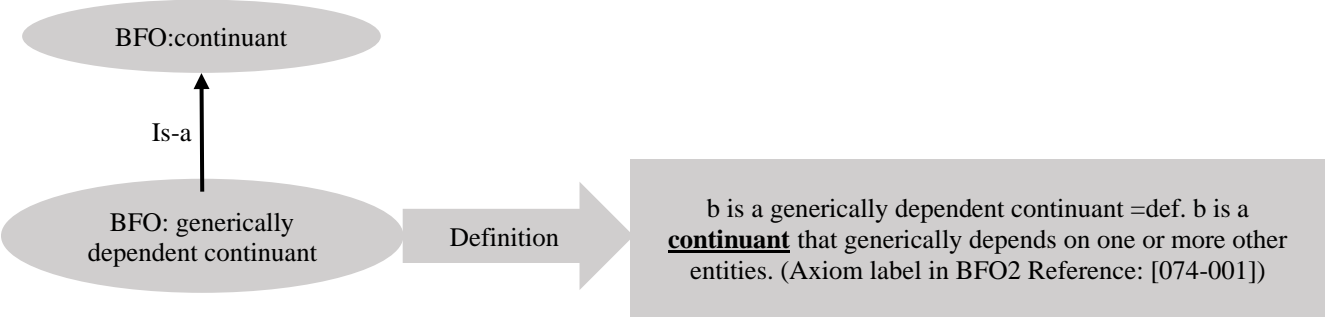 BFO:continuant
Is-a
BFO: generically
dependent continuant
Definition
b is a generically dependent continuant =def. b is a
continuant that generically depends on one or more other
entities. (Axiom label in BFO2 Reference: [074-001])